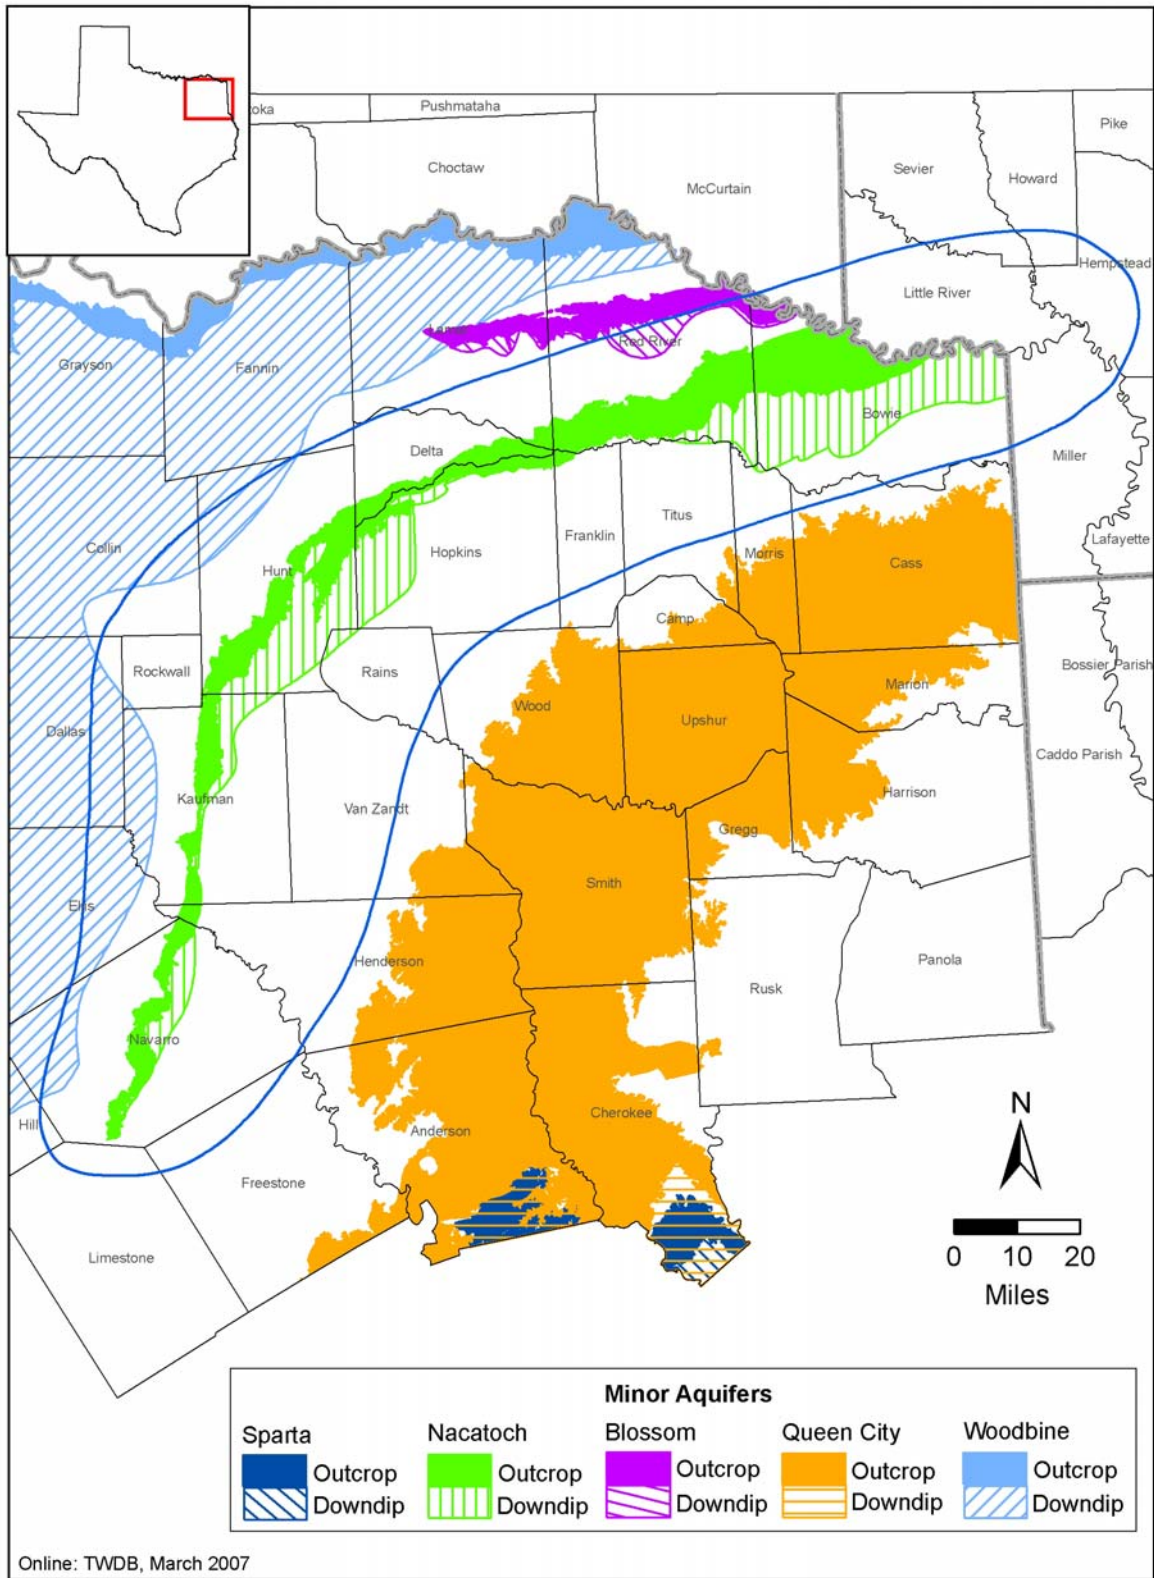 oka
Pushmataha
Pike
Choctaw
McCurtain
Sevier
Howard
Hempstead
Little River
Lamar
Red River
Grayson
Fannin
Bowie
Delta
Miller
Titus
Franklin
Lafayette
Collin
Hopkins
Morris
Cass
Hunt
Camp
Rockwall
Rains
Bossier Parish
Marion
Wood
Upshur
Dallas
Caddo Parish
Kaufman
Van Zandt
Harrison
Gregg
Smith
Ellis
Henderson
Panola
Rusk
Navarro
N
Hill
Cherokee
Anderson
Freestone
0 10 20
Miles
Limestone
Minor Aquifers
Sparta Nacatoch Blossom Queen City Woodbine
Outcrop Outcrop Outcrop Outcrop Outcrop
Downdip Downdip Downdip Downdip Downdip
Online: TWDB, March 2007